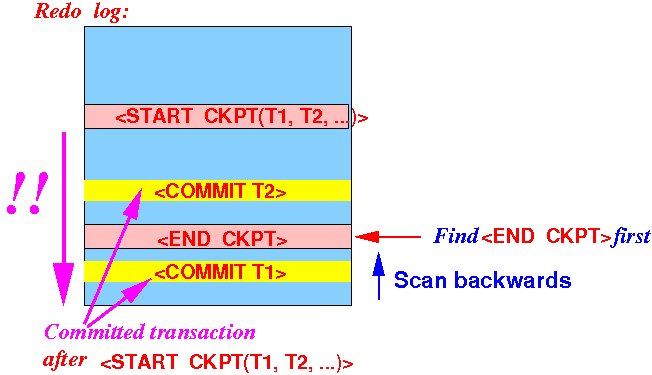 Redo log:
<START CKPT(T1, T2, ...)>
!!
<COMMIT T2>
<END CKPT>
Find <END CKPT> first
<COMMIT T1>
Scan backwards
Committed transaction
after <START CKPT(T1, T2, ...)>